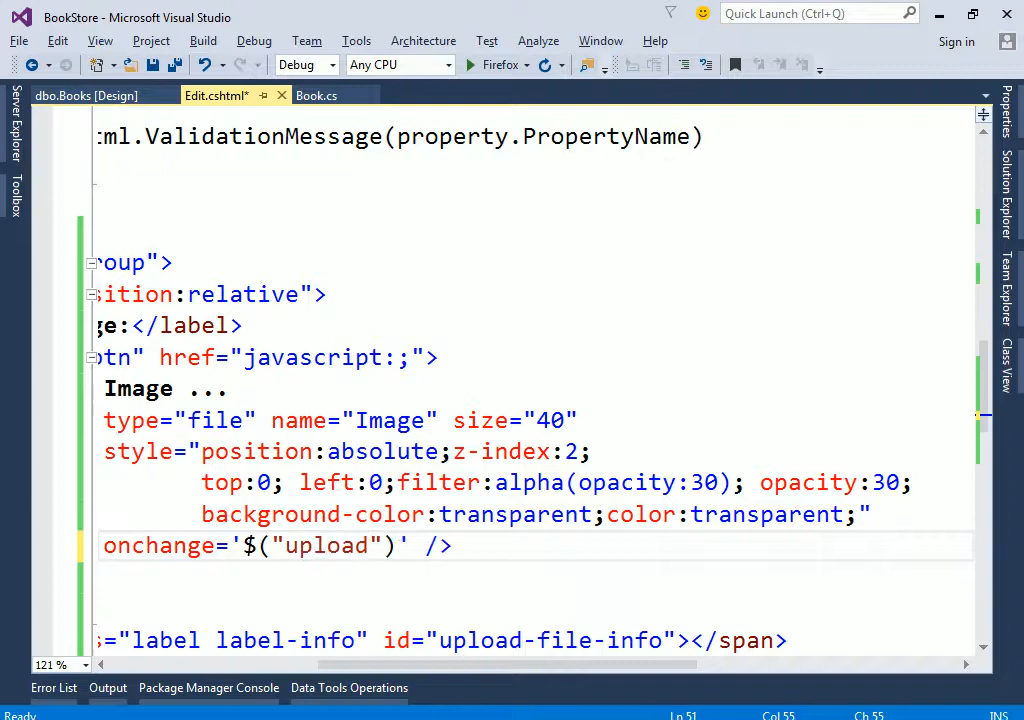 BookStore - Microsoft Visual Studio
Quick Launch (Ctrl+Q)
File Edit View Project Build Debug Team Tools Architecture Test Analyze Window Help Sign in
Debug Any CPU Firefox
dbo.Books [Design] Edit.cshtml* Book.cs
Server Explorer
Toolbox
Properties
Solution Explorer
Team Explorer
Class View
ml.ValidationMessage(property.PropertyName)
roup">
sition:relative">
ge:</label>
otn" href="javascript:;">
Image ...
type="file" name="Image" size="40"
style="position:absolute;z-index:2;
top:0; left:0;filter:alpha(opacity:30); opacity:30;
background-color:transparent;color:transparent;"
onchange='$("upload")' />
s="label label-info" id="upload-file-info"></span>
121 %
Error List Output Package Manager Console Data Tools Operations
Ready Ln 51 Col 55 Ch 55 INS